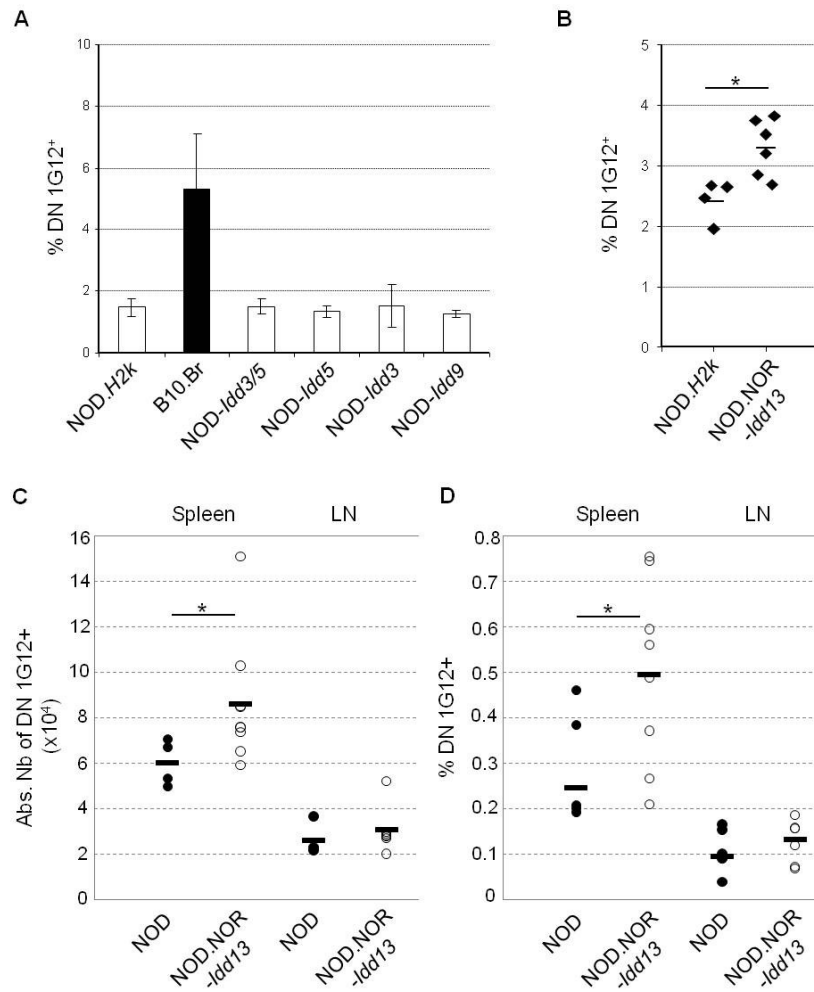 A
% DN 1G12+
10
8
6
4
2
0
NOD.H2k
B10.Br
NOD-Idd3/5
NOD-Idd5
NOD-Idd3
NOD-Idd9
B
% DN 1G12+
5
4
3
2
1
0
*
NOD.H2k
NOD.NOR
-Idd13
C
Spleen
LN
Abs. Nb of DN 1G12+
(x10⁴)
16
14
12
10
8
6
4
2
0
*
NOD
NOD.NOR
-Idd13
NOD
NOD.NOR
-Idd13
D
Spleen
LN
% DN 1G12+
0.8
0.7
0.6
0.5
0.4
0.3
0.2
0.1
0
*
NOD
NOD.NOR
-Idd13
NOD
NOD.NOR
-Idd13